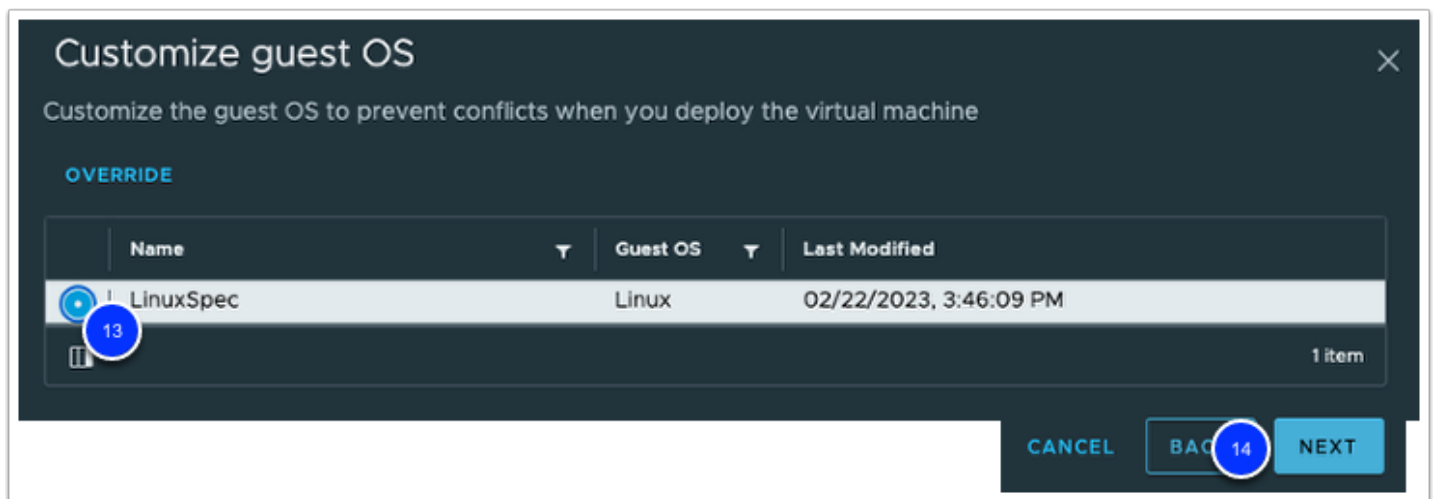 Customize guest OS
Customize the guest OS to prevent conflicts when you deploy the virtual machine
OVERRIDE
Name Guest OS Last Modified
LinuxSpec Linux 02/22/2023, 3:46:09 PM
13
1 item
CANCEL 14 NEXT